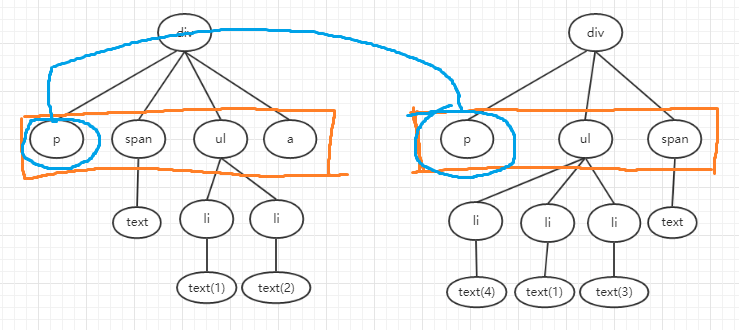 div
div
p
span
ul
a
p
ul
span
text
li
li
li
li
li
text
text(1)
text(2)
text(4)
text(1)
text(3)